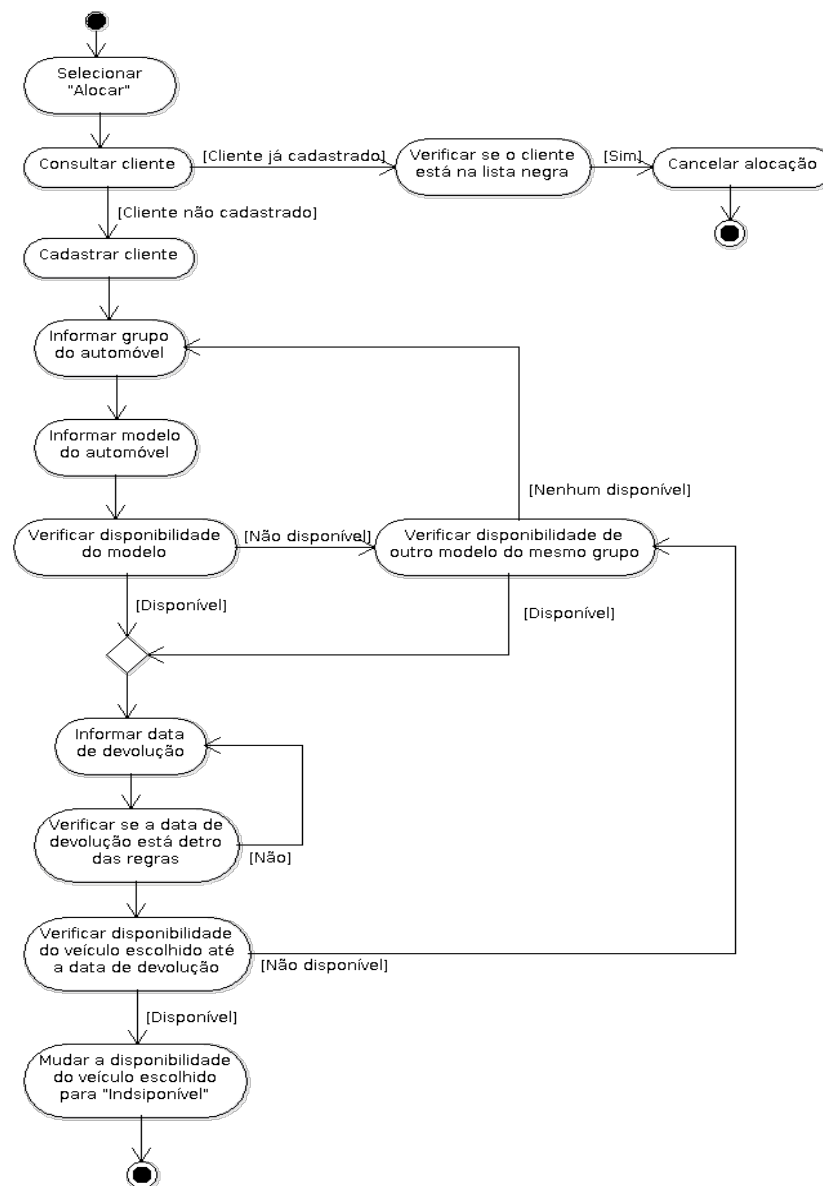 Selecionar
"Alocar"
Consultar cliente
[Cliente já cadastrado]
Verificar se o cliente
está na lista negra
[Sim]
Cancelar alocação
[Cliente não cadastrado]
Cadastrar cliente
Informar grupo
do automóvel
Informar modelo
do automóvel
[Nenhum disponível]
Verificar disponibilidade
do modelo
[Não disponível]
Verificar disponibilidade de
outro modelo do mesmo grupo
[Disponível]
[Disponível]
Informar data
de devolução
Verificar se a data de
devolução está detro
das regras
[Não]
Verificar disponibilidade
do veículo escolhido até
a data de devolução
[Não disponível]
[Disponível]
Mudar a disponibilidade
do veículo escolhido
para "Indsiponível"